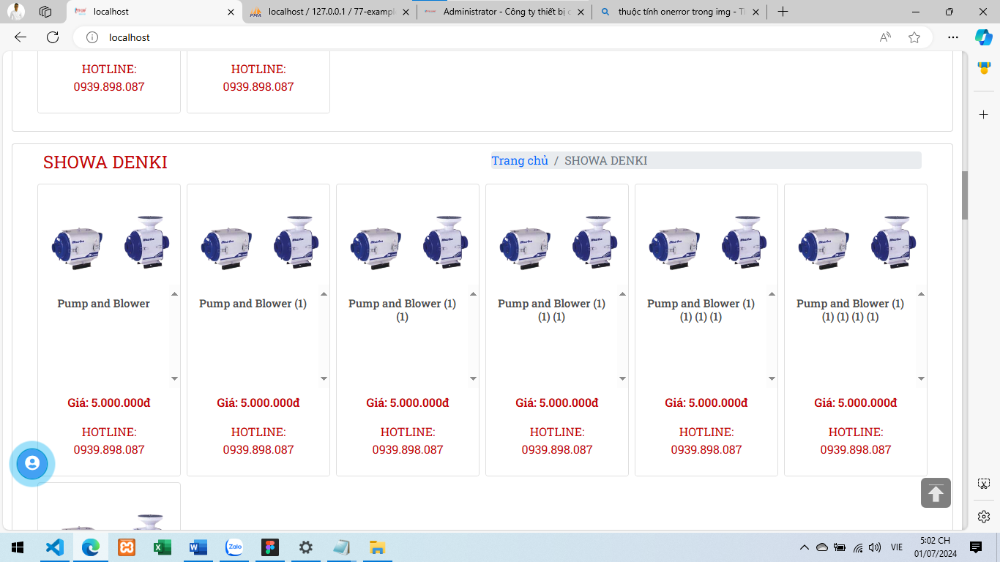 localhost
localhost / 127.0.0.1 / 77-exampl
Administrator - Công ty thiết bị c
thuộc tính onerror trong img - Tì
localhost
HOTLINE:
0939.898.087
HOTLINE:
0939.898.087
SHOWA DENKI
Trang chủ / SHOWA DENKI
Pump and Blower
Giá: 5.000.000đ
HOTLINE:
0939.898.087
Pump and Blower (1)
Giá: 5.000.000đ
HOTLINE:
0939.898.087
Pump and Blower (1)
(1)
Giá: 5.000.000đ
HOTLINE:
0939.898.087
Pump and Blower (1)
(1) (1)
Giá: 5.000.000đ
HOTLINE:
0939.898.087
Pump and Blower (1)
(1) (1) (1)
Giá: 5.000.000đ
HOTLINE:
0939.898.087
Pump and Blower (1)
(1) (1) (1) (1)
Giá: 5.000.000đ
HOTLINE:
0939.898.087
Zalo
VIE
5:02 CH
01/07/2024